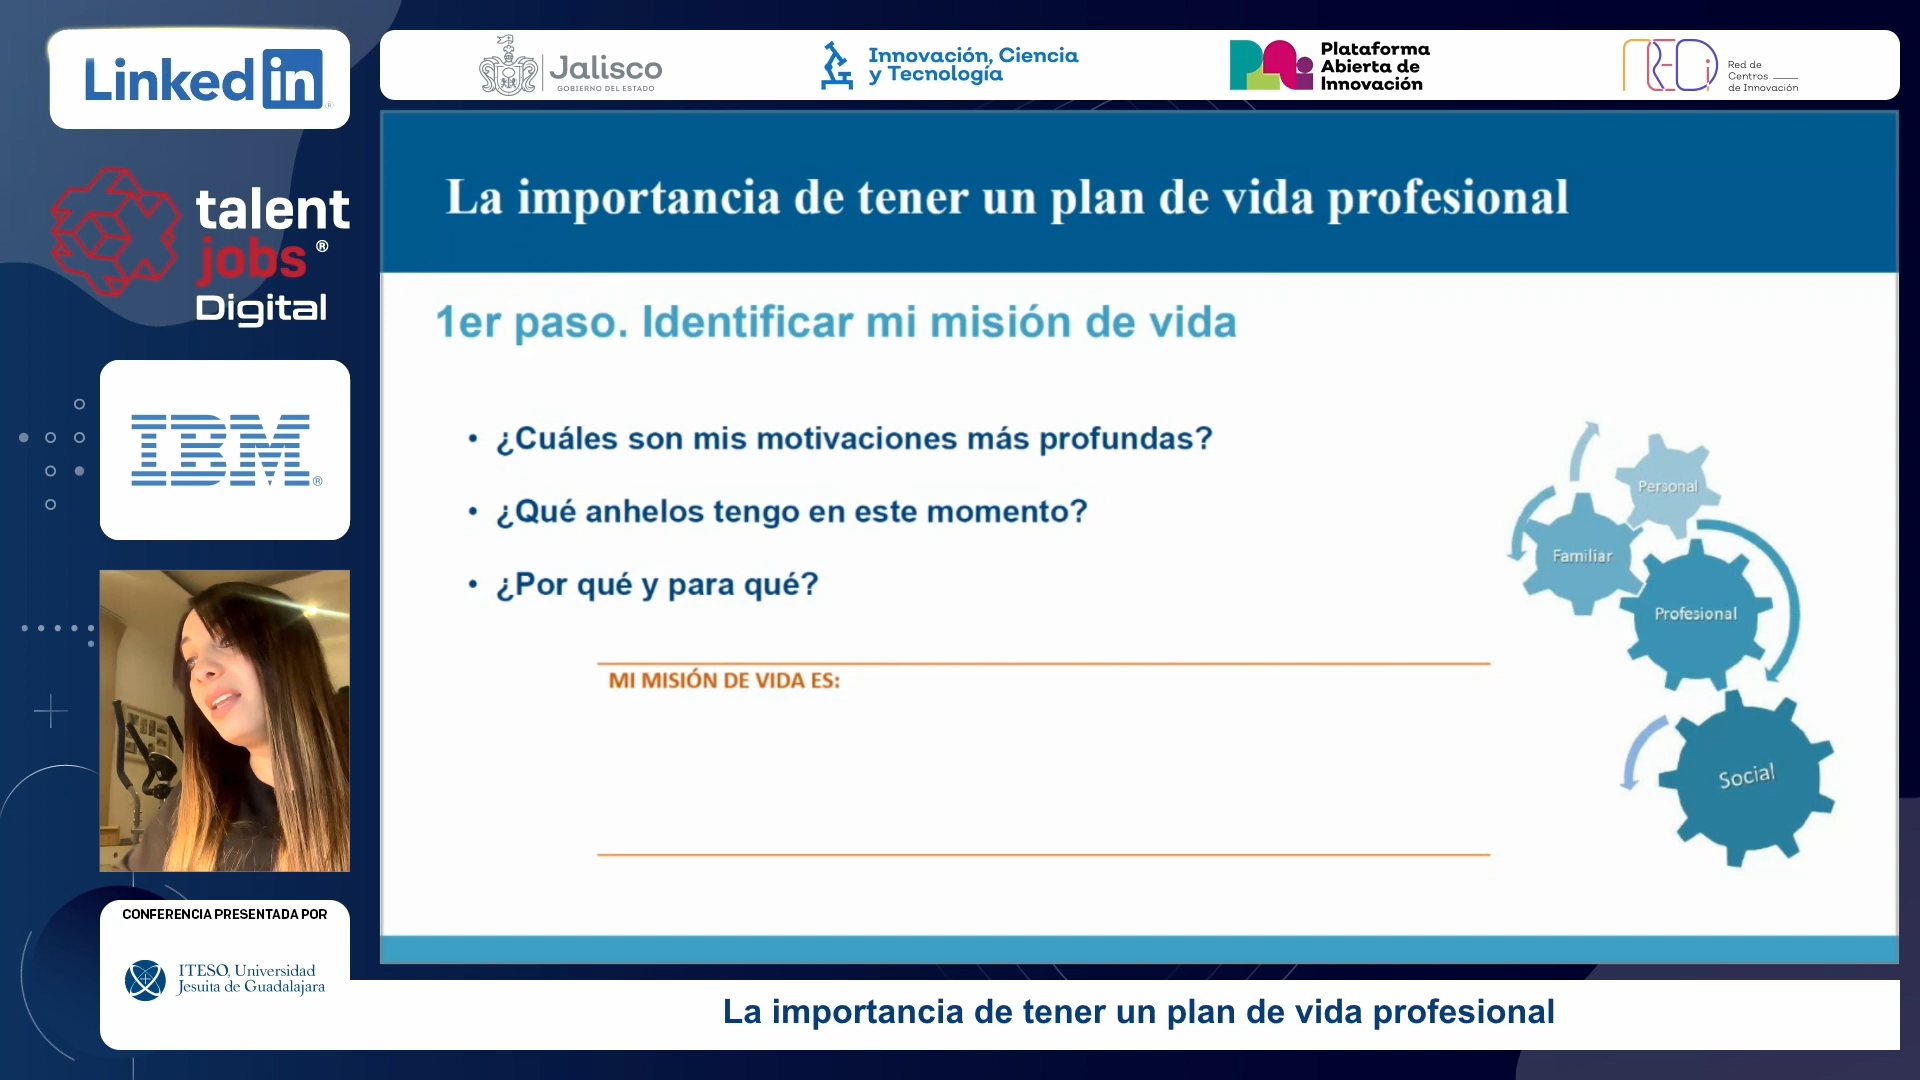 Linked in ®
Jalisco
GOBIERNO DEL ESTADO
Innovación, Ciencia
y Tecnología
Plataforma
Abierta de
Innovación
REDi
Red de
Centros
de Innovación
talent
jobs ®
Digital
IBM ®
La importancia de tener un plan de vida profesional
1er paso. Identificar mi misión de vida
• ¿Cuáles son mis motivaciones más profundas?
• ¿Qué anhelos tengo en este momento?
• ¿Por qué y para qué?
MI MISIÓN DE VIDA ES:
Personal
Familiar
Profesional
Social
CONFERENCIA PRESENTADA POR
ITESO, Universidad
Jesuita de Guadalajara
La importancia de tener un plan de vida profesional